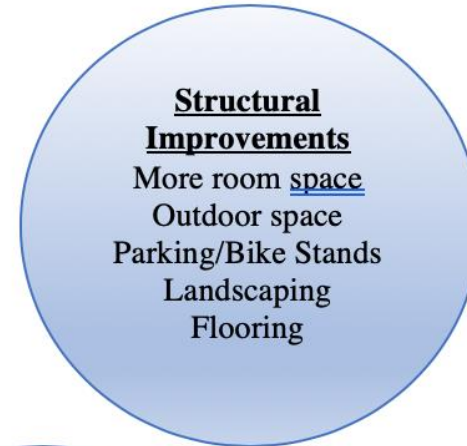 Structural
Improvements
More room space
Outdoor space
Parking/Bike Stands
Landscaping
Flooring